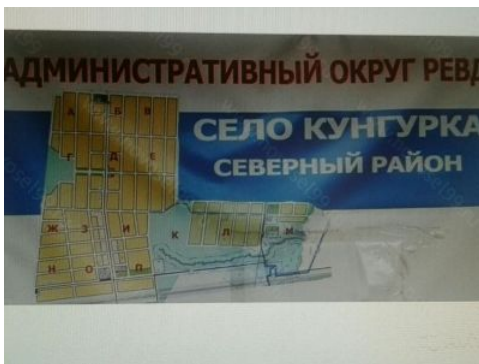 АДМИНИСТРАТИВНЫЙ ОКРУГ РЕВД
СЕЛО КУНГУРКА
СЕВЕРНЫЙ РАЙОН
А Б В
Г Д Е
Ж З И К Л М
Н О П